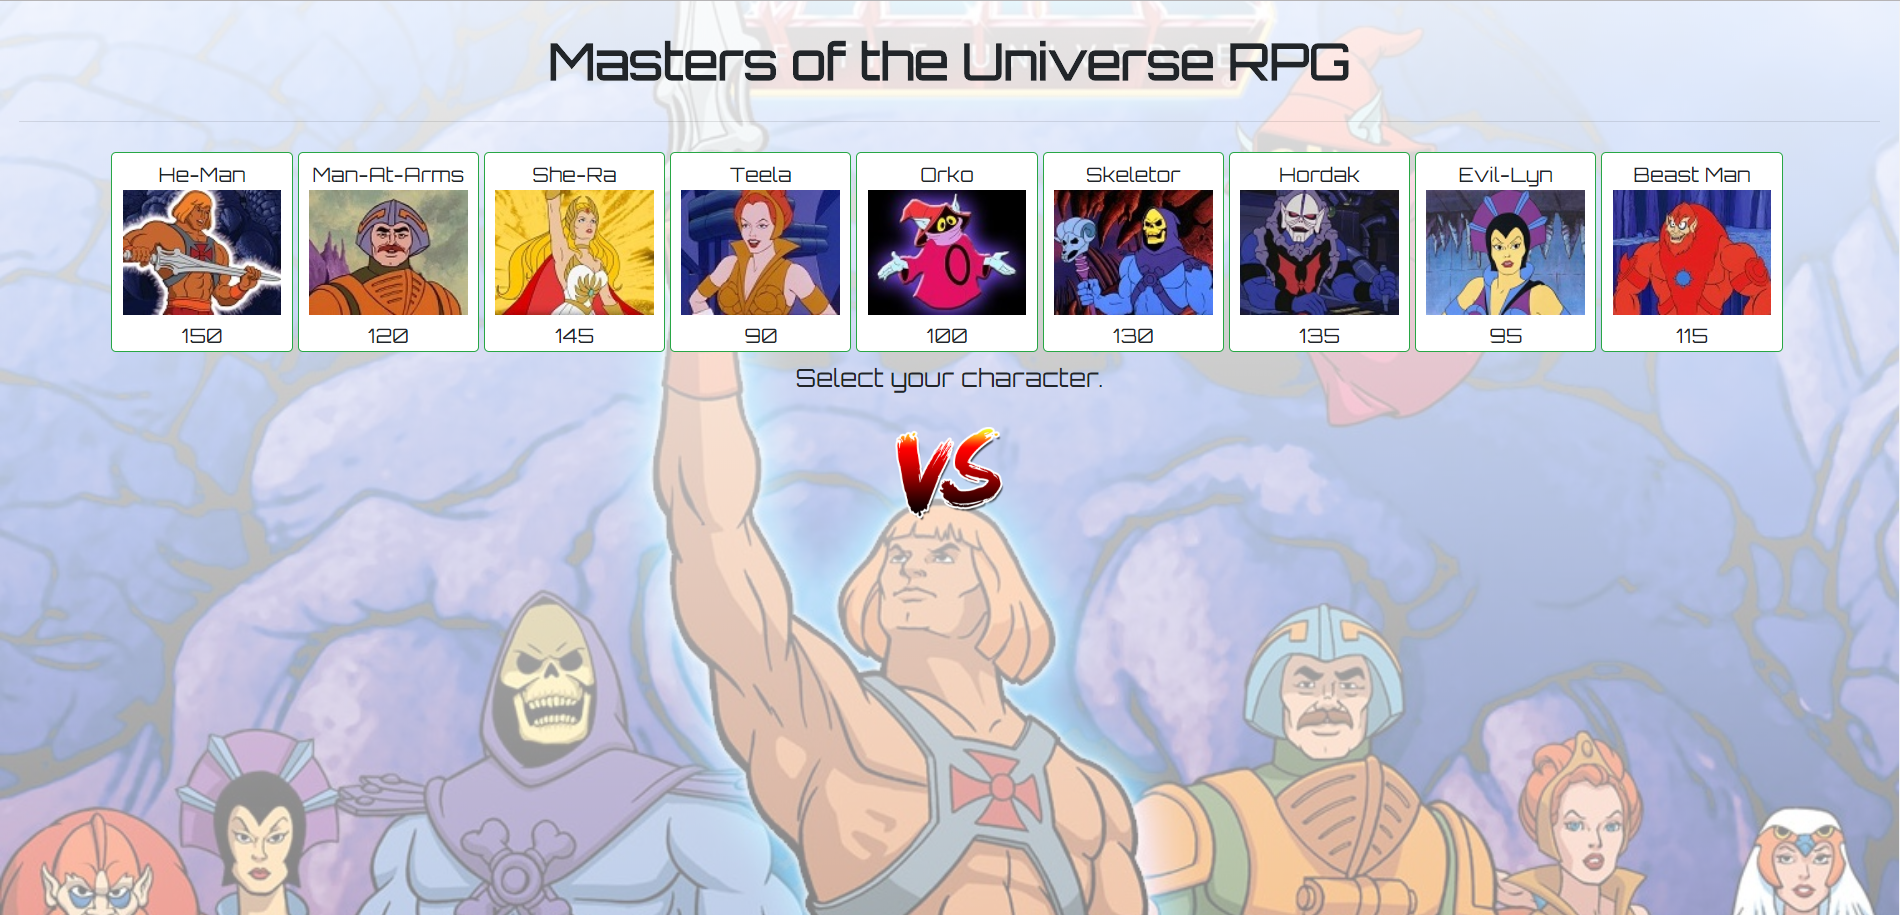 Masters of the Universe RPG
He-Man
Man-At-Arms
She-Ra
Teela
Orko
Skeletor
Hordak
Evil-Lyn
Beast Man
150
120
145
90
100
130
135
95
115
Select your character.
VS